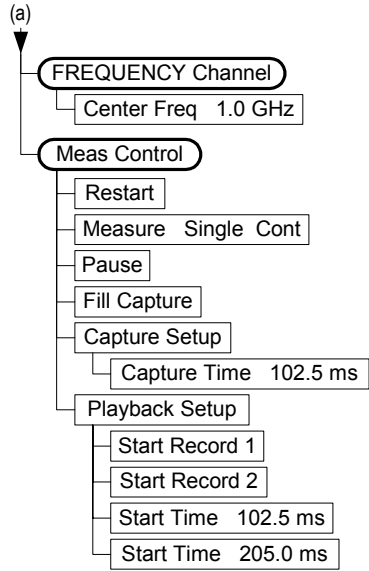 (a)
FREQUENCY Channel
Center Freq 1.0 GHz
Meas Control
Restart
Measure Single Cont
Pause
Fill Capture
Capture Setup
Capture Time 102.5 ms
Playback Setup
Start Record 1
Start Record 2
Start Time 102.5 ms
Start Time 205.0 ms